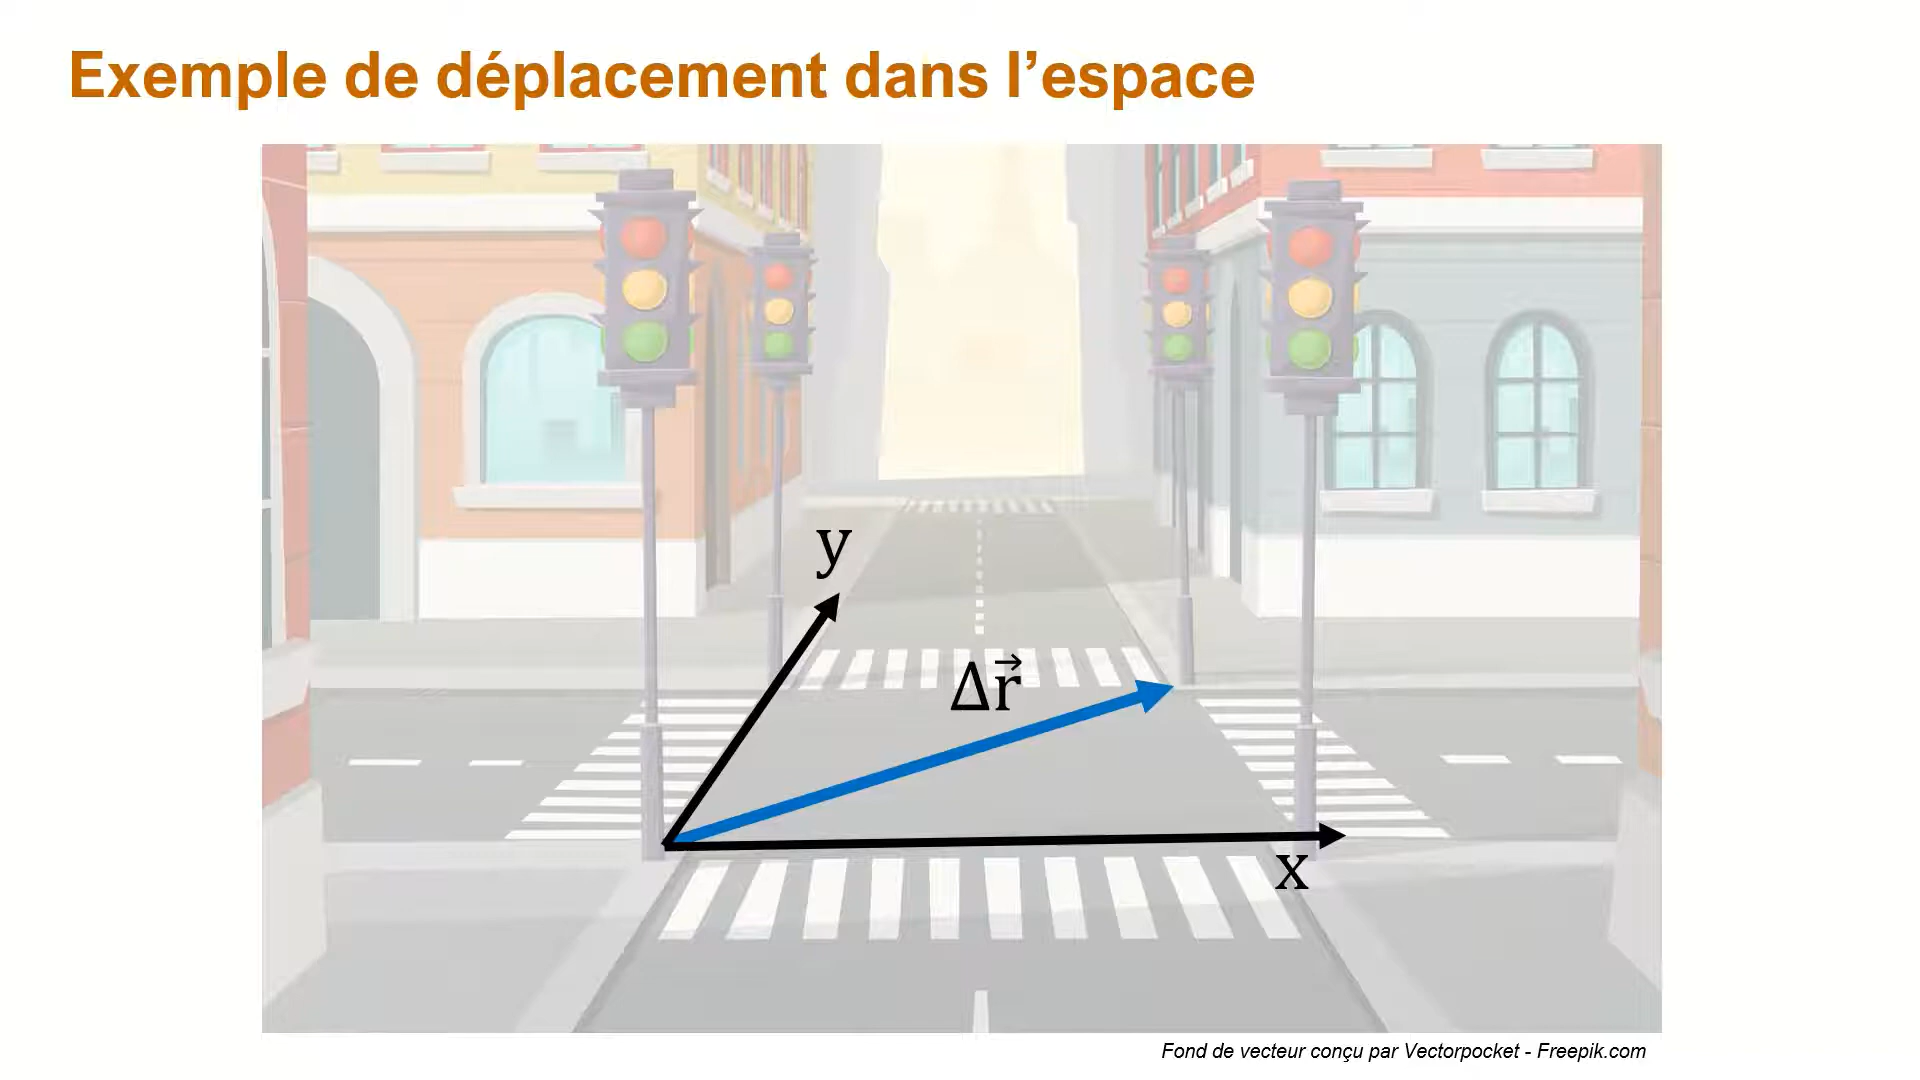 Exemple de déplacement dans l’espace
y
Δr⃗
x
Fond de vecteur conçu par Vectorpocket - Freepik.com